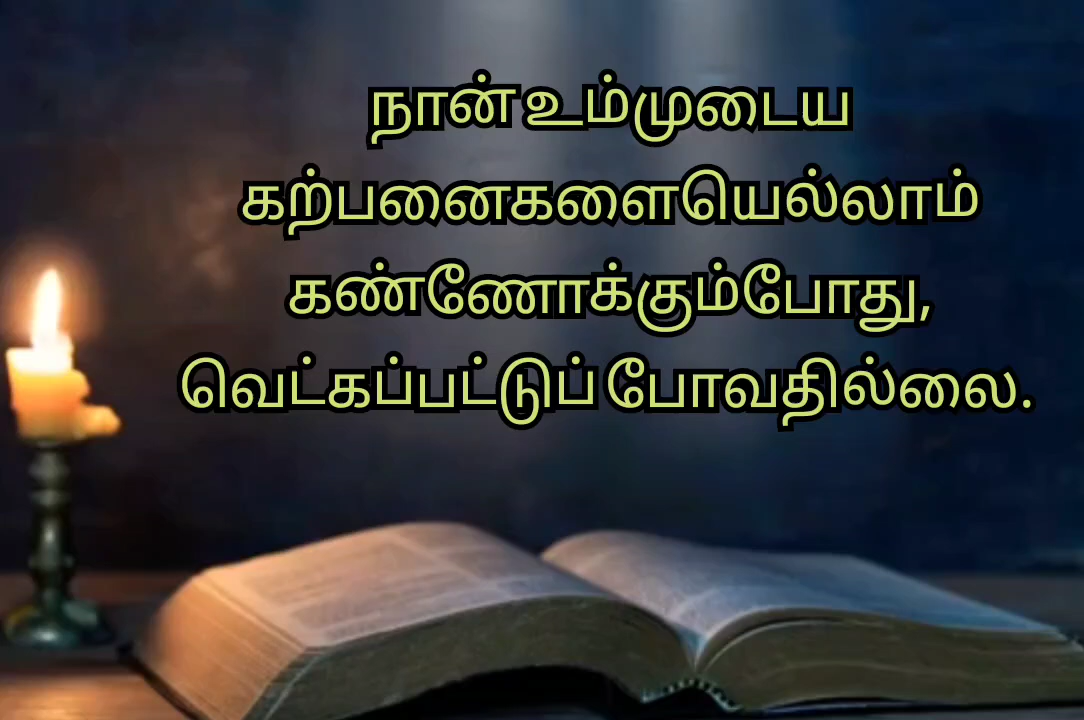 நான் உம்முடைய
கற்பனைகளையெல்லாம்
கண்ணோக்கும்போது,
வெட்கப்பட்டுப் போவதில்லை.